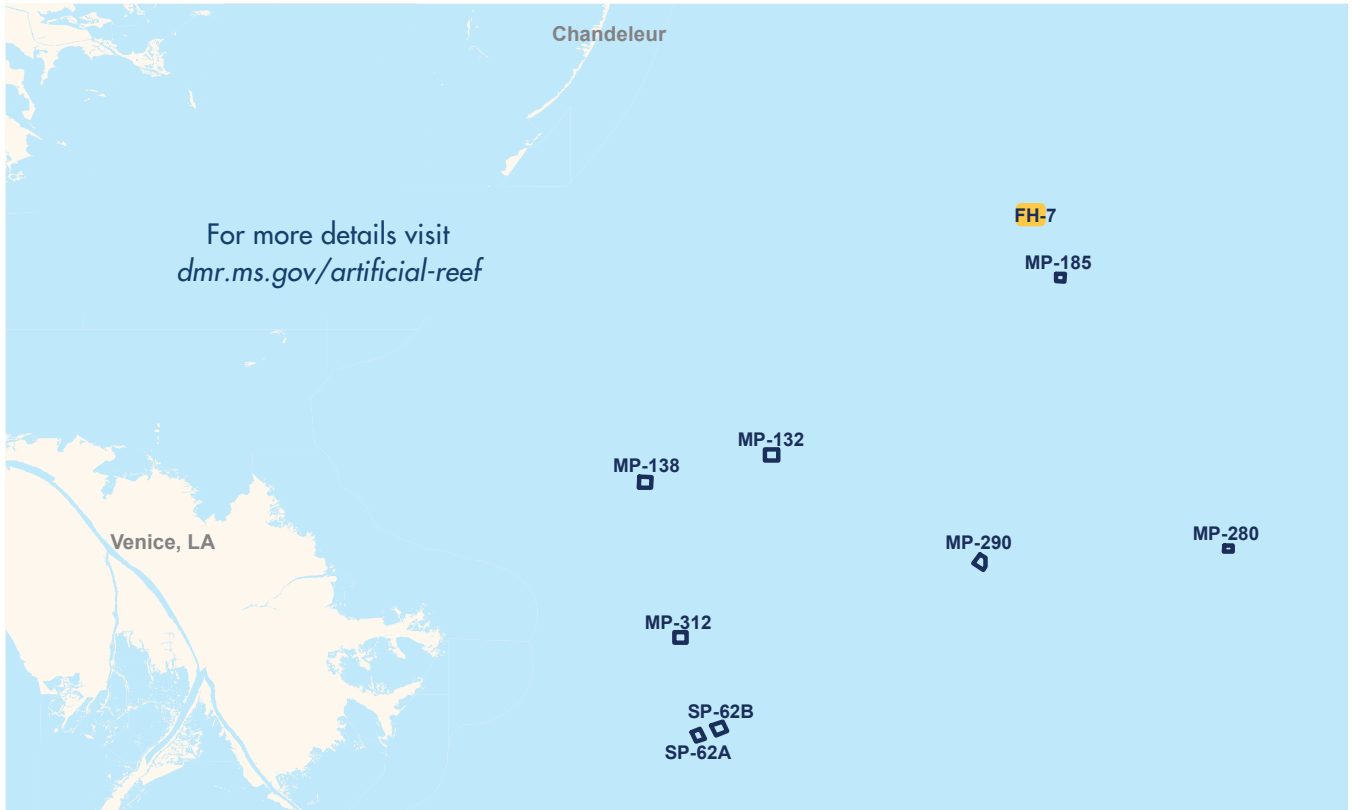 Chandeleur
FH-7
For more details visit
dmr.ms.gov/artificial-reef
MP-185
MP-132
MP-138
MP-280
Venice, LA
MP-290
MP-312
SP-62B
SP-62A